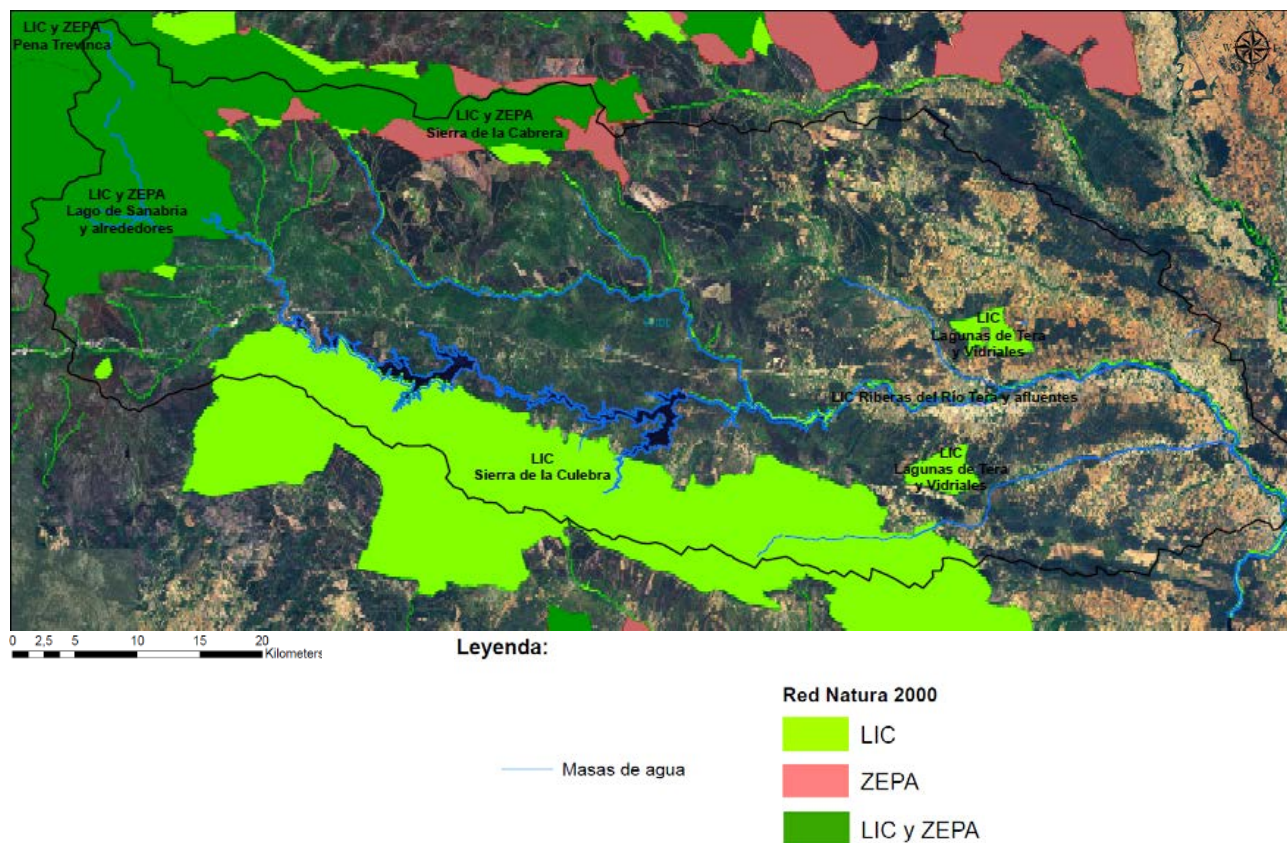 LIC y ZEPA
Pena Trevinca
LIC y ZEPA
Sierra de la Cabrera
LIC y ZEPA
Lago de Sanabria
y alrededores
LIC
Lagunas de Tera
y Vidriales
LIC Riberas del Río Tera y afluentes
LIC
Sierra de la Culebra
LIC
Lagunas de Tera
y Vidriales
0 2,5 5 10 15 20
Kilometers
Leyenda:
Red Natura 2000
LIC
Masas de agua
ZEPA
LIC y ZEPA